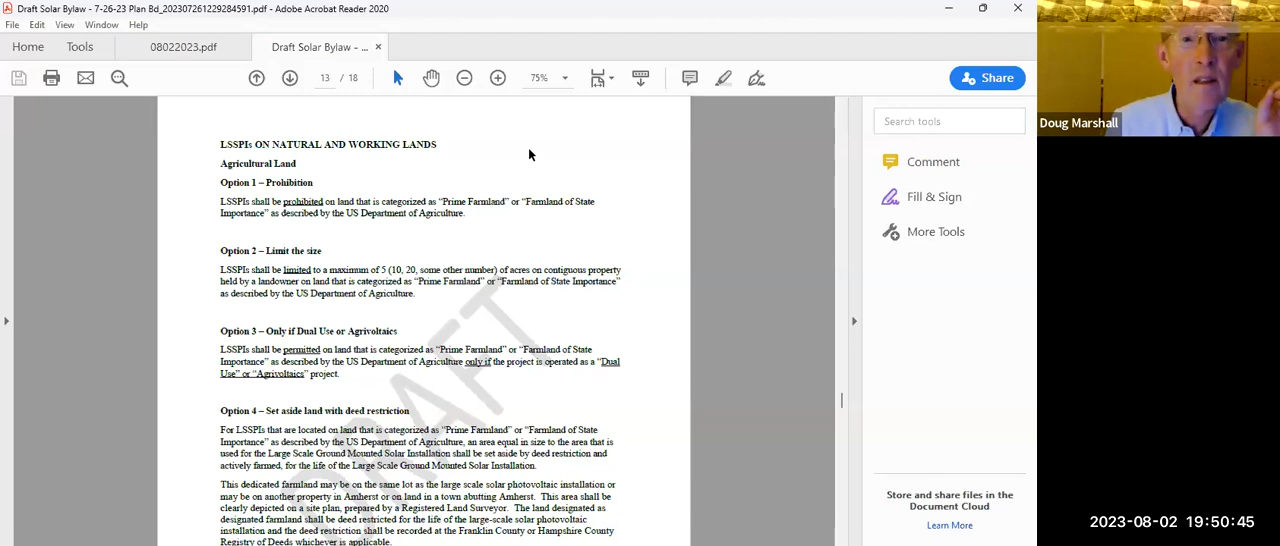 Draft Solar Bylaw - 7-26-23 Plan Bd_202307261229284591.pdf - Adobe Acrobat Reader 2020
File Edit View Window Help
Home Tools 08022023.pdf Draft Solar Bylaw - ... ×
13 / 18 75% Share
LSSPIs ON NATURAL AND WORKING LANDS
Agricultural Land
Option 1 – Prohibition
LSSPIs shall be prohibited on land that is categorized as “Prime Farmland” or “Farmland of State
Importance” as described by the US Department of Agriculture.
Option 2 – Limit the size
LSSPIs shall be limited to a maximum of 5 (10, 20, some other number) of acres on contiguous property
held by a landowner on land that is categorized as “Prime Farmland” or “Farmland of State Importance”
as described by the US Department of Agriculture.
Option 3 – Only if Dual Use or Agrivoltaics
LSSPIs shall be permitted on land that is categorized as “Prime Farmland” or “Farmland of State
Importance” as described by the US Department of Agriculture only if the project is operated as a “Dual
Use” or “Agrivoltaics” project.
Option 4 – Set aside land with deed restriction
For LSSPIs that are located on land that is categorized as “Prime Farmland” or “Farmland of State
Importance” as described by the US Department of Agriculture, an area equal in size to the area that is
used for the Large Scale Ground Mounted Solar Installation shall be set aside by deed restriction and
actively farmed, for the life of the Large Scale Ground Mounted Solar Installation.
This dedicated farmland may be on the same lot as the large scale solar photovoltaic installation or
may be on another property in Amherst or on land in a town abutting Amherst. This area shall be
clearly depicted on a site plan, prepared by a Registered Land Surveyor. The land designated as
designated farmland shall be deed restricted for the life of the large-scale solar photovoltaic
installation and the deed restriction shall be recorded at the Franklin County or Hampshire County
Registry of Deeds whichever is applicable.
DRAFT
Search tools
Comment
Fill & Sign
More Tools
Store and share files in the
Document Cloud
Learn More
Doug Marshall
2023-08-02 19:50:45